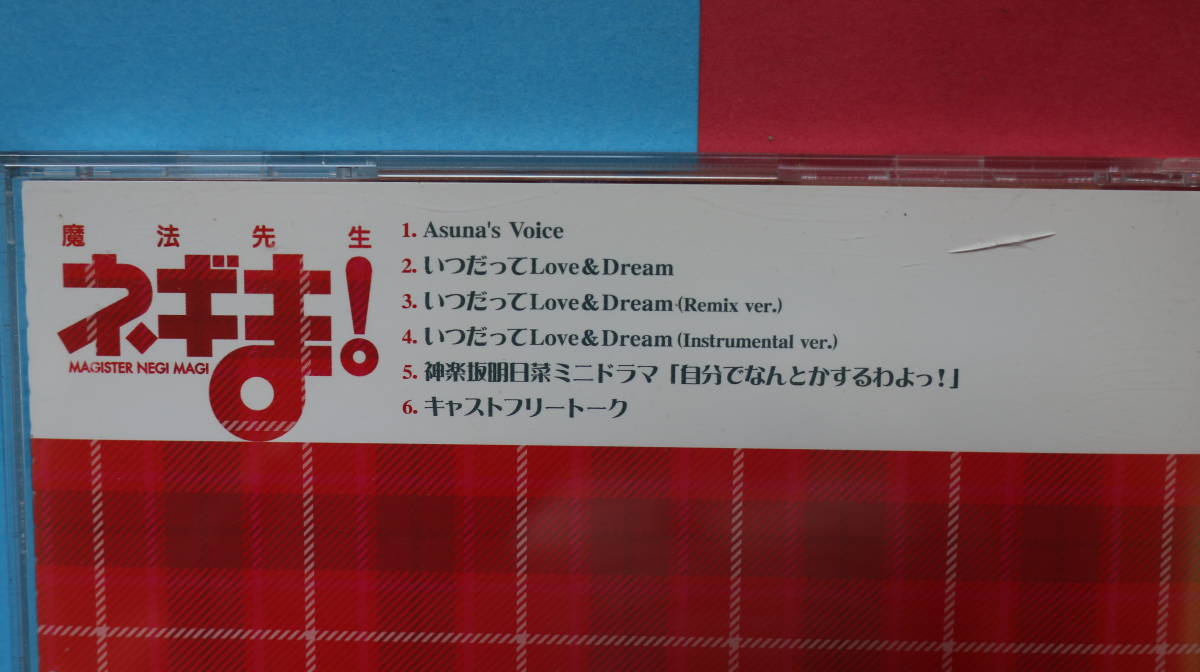 魔法先生
ネギま!
MAGISTER NEGI MAGI
1. Asuna's Voice
2. いつだってLove&Dream
3. いつだってLove&Dream (Remix ver.)
4. いつだってLove&Dream (Instrumental ver.)
5. 神楽坂明日菜ミニドラマ「自分でなんとかするわよっ!」
6. キャストフリートーク